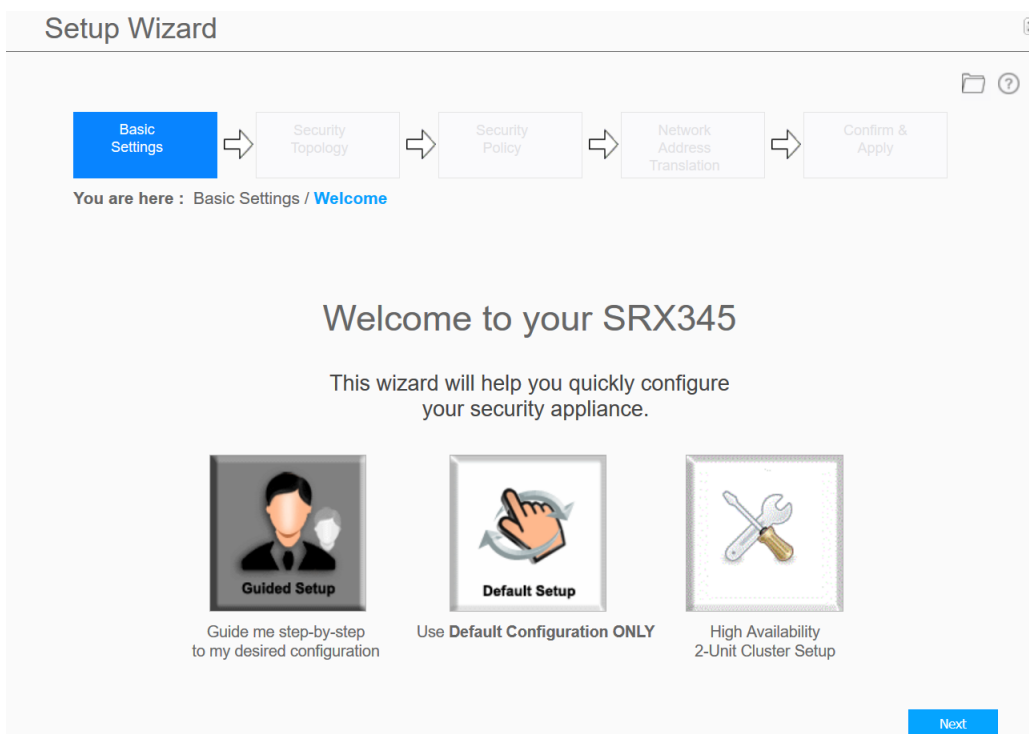 Setup Wizard
Basic
Settings
Security
Topology
Security
Policy
Network
Address
Translation
Confirm &
Apply
You are here : Basic Settings / Welcome
Welcome to your SRX345
This wizard will help you quickly configure
your security appliance.
Guided Setup
Default Setup
Guide me step-by-step
to my desired configuration
Use Default Configuration ONLY
High Availability
2-Unit Cluster Setup
Next